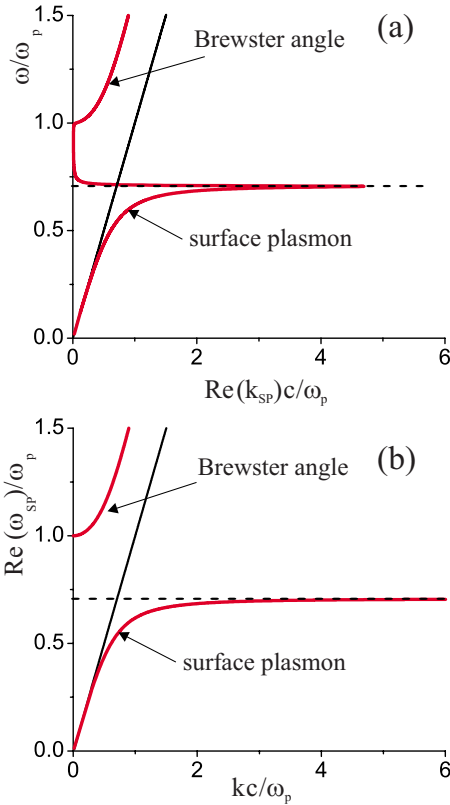 (a)
ω/ω_p
1.5
1.0
0.5
0.0
Brewster angle
surface plasmon
0 2 4 6
Re(k_SP)c/ω_p
(b)
Re(ω_SP)/ω_p
1.5
1.0
0.5
0.0
Brewster angle
surface plasmon
0 2 4 6
kc/ω_p